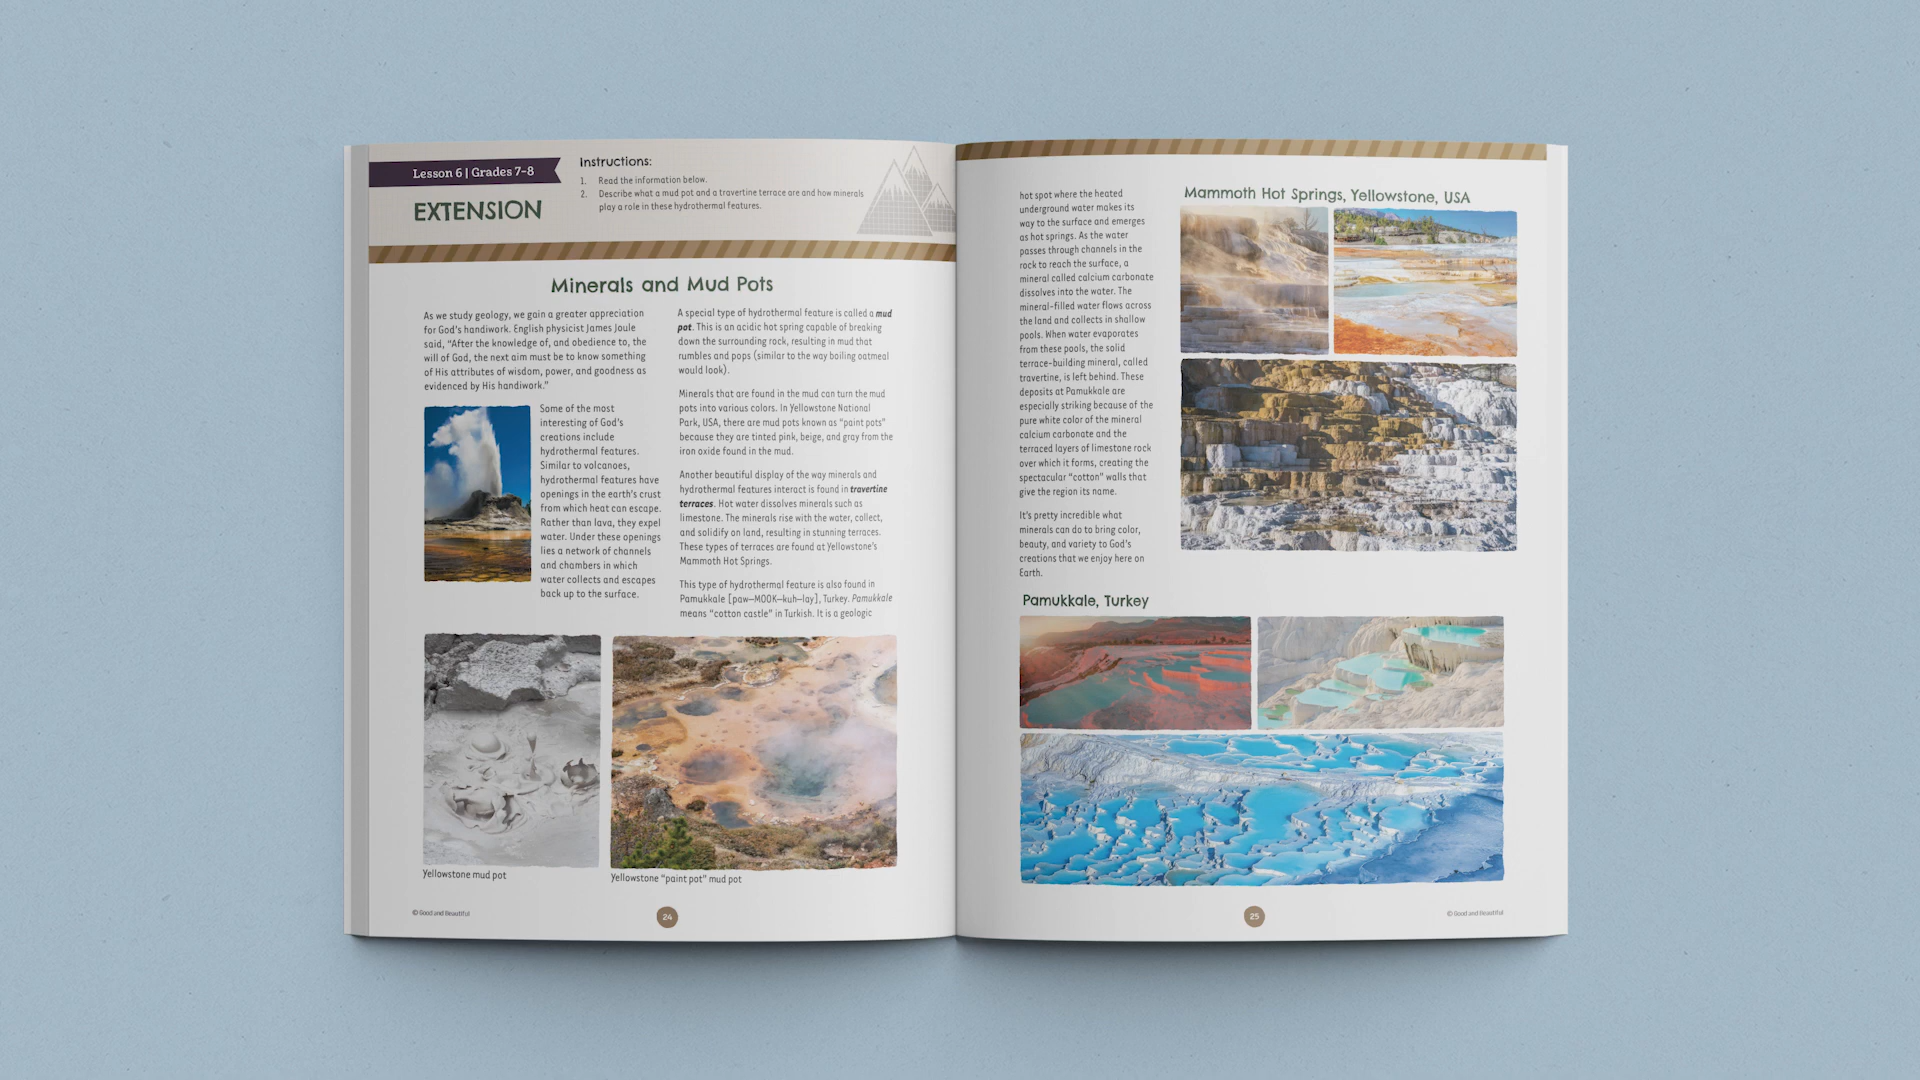 Lesson 6 | Grades 7–8
EXTENSION
Instructions:
1. Read the information below.
2. Describe what a mud pot and a travertine terrace are and how minerals
play a role in these hydrothermal features.
Minerals and Mud Pots
As we study geology, we gain a greater appreciation
for God's handiwork. English physicist James Joule
said, “After the knowledge of, and obedience to, the
will of God, the next aim must be to know something
of His attributes of wisdom, power, and goodness as
evidenced by His handiwork.”
Some of the most
interesting of God's
creations include
hydrothermal features.
Similar to volcanoes,
hydrothermal features have
openings in the earth's crust
from which heat can escape.
Rather than lava, they expel
water. Under these openings
lies a network of channels
and chambers in which
water collects and escapes
back up to the surface.
A special type of hydrothermal feature is called a mud
pot. This is an acidic hot spring capable of breaking
down the surrounding rock, resulting in mud that
rumbles and pops (similar to the way boiling oatmeal
would look).
Minerals that are found in the mud can turn the mud
pots into various colors. In Yellowstone National
Park, USA, there are mud pots known as “paint pots”
because they are tinted pink, beige, and gray from the
iron oxide found in the mud.
Another beautiful display of the way minerals and
hydrothermal features interact is found in travertine
terraces. Hot water dissolves minerals such as
limestone. The minerals rise with the water, collect,
and solidify on land, resulting in stunning terraces.
These types of terraces are found at Yellowstone's
Mammoth Hot Springs.
This type of hydrothermal feature is also found in
Pamukkale [paw—MOOK—kuh—lay], Turkey. Pamukkale
means “cotton castle” in Turkish. It is a geologic
Yellowstone mud pot
Yellowstone “paint pot” mud pot
© Good and Beautiful
24
hot spot where the heated
underground water makes its
way to the surface and emerges
as hot springs. As the water
passes through channels in the
rock to reach the surface, a
mineral called calcium carbonate
dissolves into the water. The
mineral-filled water flows across
the land and collects in shallow
pools. When water evaporates
from these pools, the solid
terrace-building mineral, called
travertine, is left behind. These
deposits at Pamukkale are
especially striking because of the
pure white color of the mineral
calcium carbonate and the
terraced layers of limestone rock
over which it forms, creating the
spectacular “cotton” walls that
give the region its name.
It's pretty incredible what
minerals can do to bring color,
beauty, and variety to God's
creations that we enjoy here on
Earth.
Mammoth Hot Springs, Yellowstone, USA
Pamukkale, Turkey
25
© Good and Beautiful